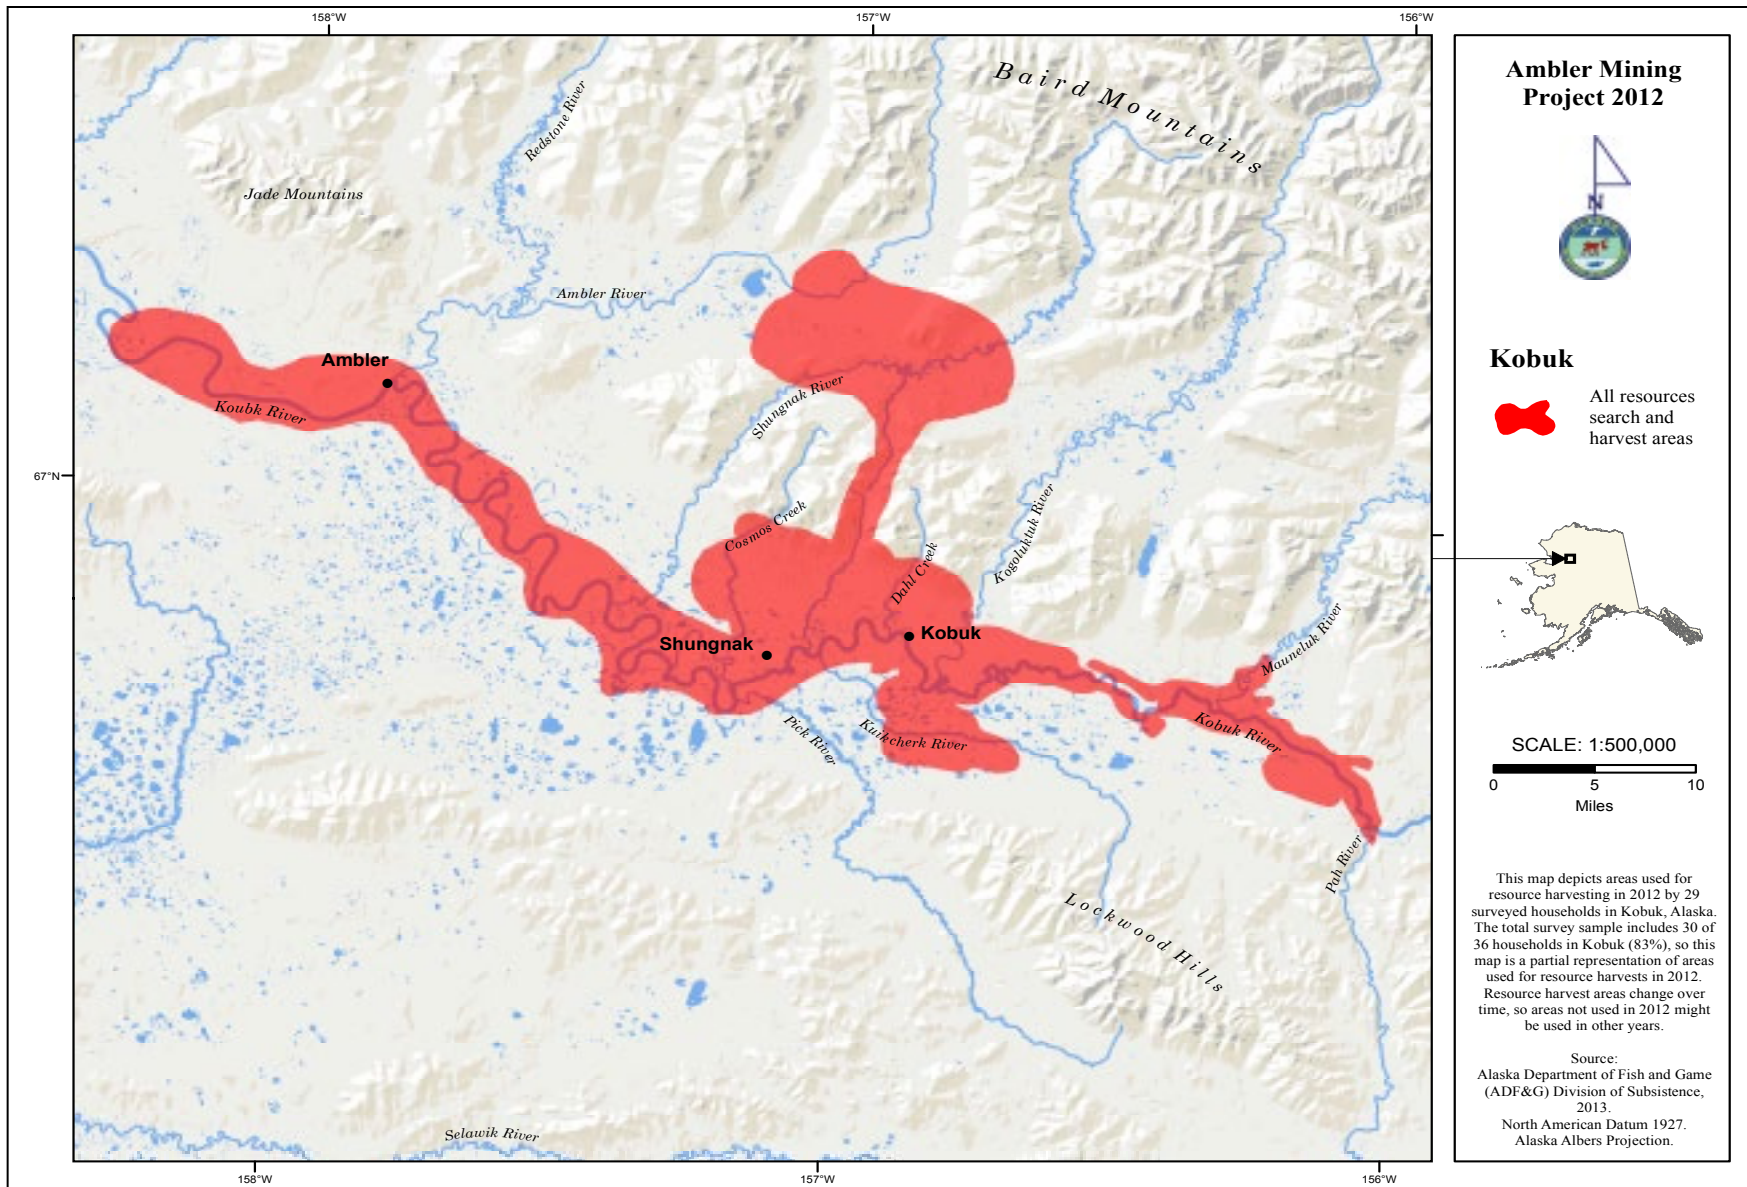 158°W
157°W
156°W
Baird Mountains
Redstone River
Jade Mountains
Ambler River
Ambler
Koubk River
Shungnak River
67°N
Cosmos Creek
Dahl Creek
Kogoluktuk River
Shungnak
Kobuk
Mauneluk River
Pick River
Kuikcherk River
Kobuk River
Pah River
Lockwood Hills
Selawik River
158°W
157°W
156°W
Ambler Mining
Project 2012
N
Kobuk
All resources
search and
harvest areas
SCALE: 1:500,000
0 5 10
Miles
This map depicts areas used for
resource harvesting in 2012 by 29
surveyed households in Kobuk, Alaska.
The total survey sample includes 30 of
36 households in Kobuk (83%), so this
map is a partial representation of areas
used for resource harvests in 2012.
Resource harvest areas change over
time, so areas not used in 2012 might
be used in other years.
Source:
Alaska Department of Fish and Game
(ADF&G) Division of Subsistence,
2013.
North American Datum 1927.
Alaska Albers Projection.